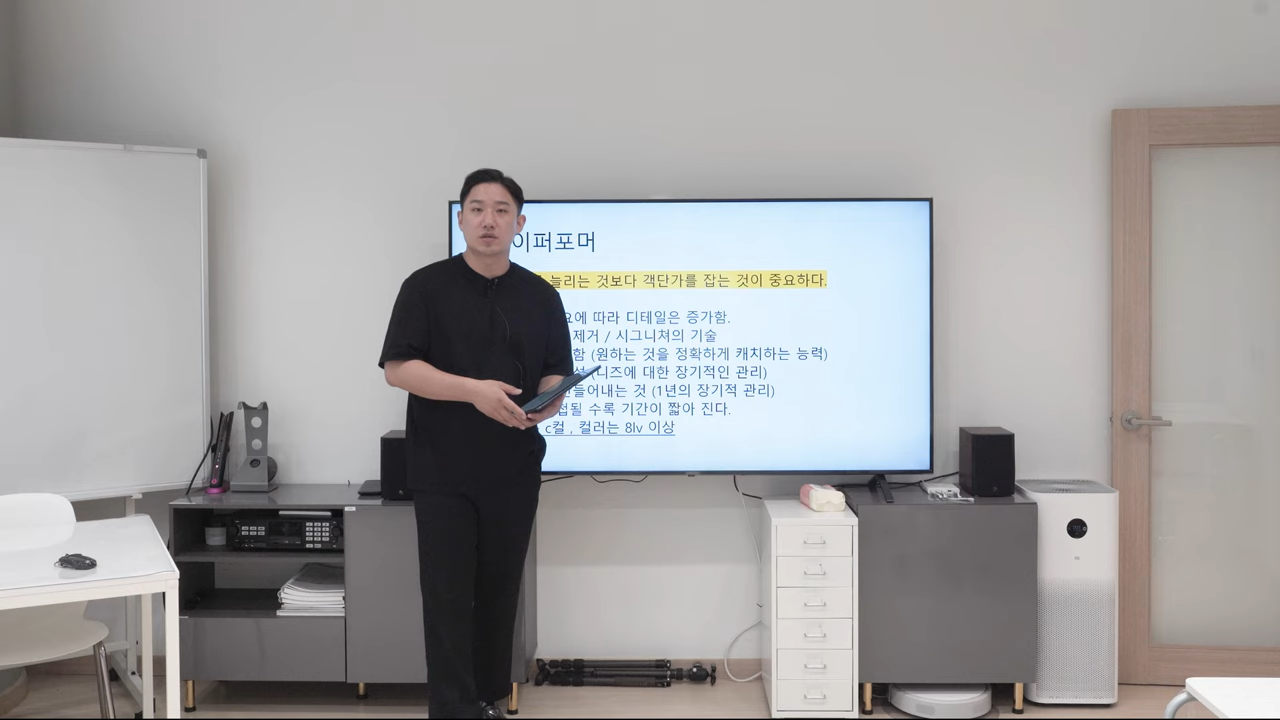 이퍼포머
늘리는 것보다 객단가를 잡는 것이 중요하다.
에 따라 디테일은 증가함.
제거 / 시그니쳐의 기술
함 (원하는 것을 정확하게 캐치하는 능력)
(니즈에 대한 장기적인 관리)
만들어내는 것 (1년의 장기적 관리)
접될 수록 기간이 짧아 진다.
c컬 , 컬러는 8lv 이상